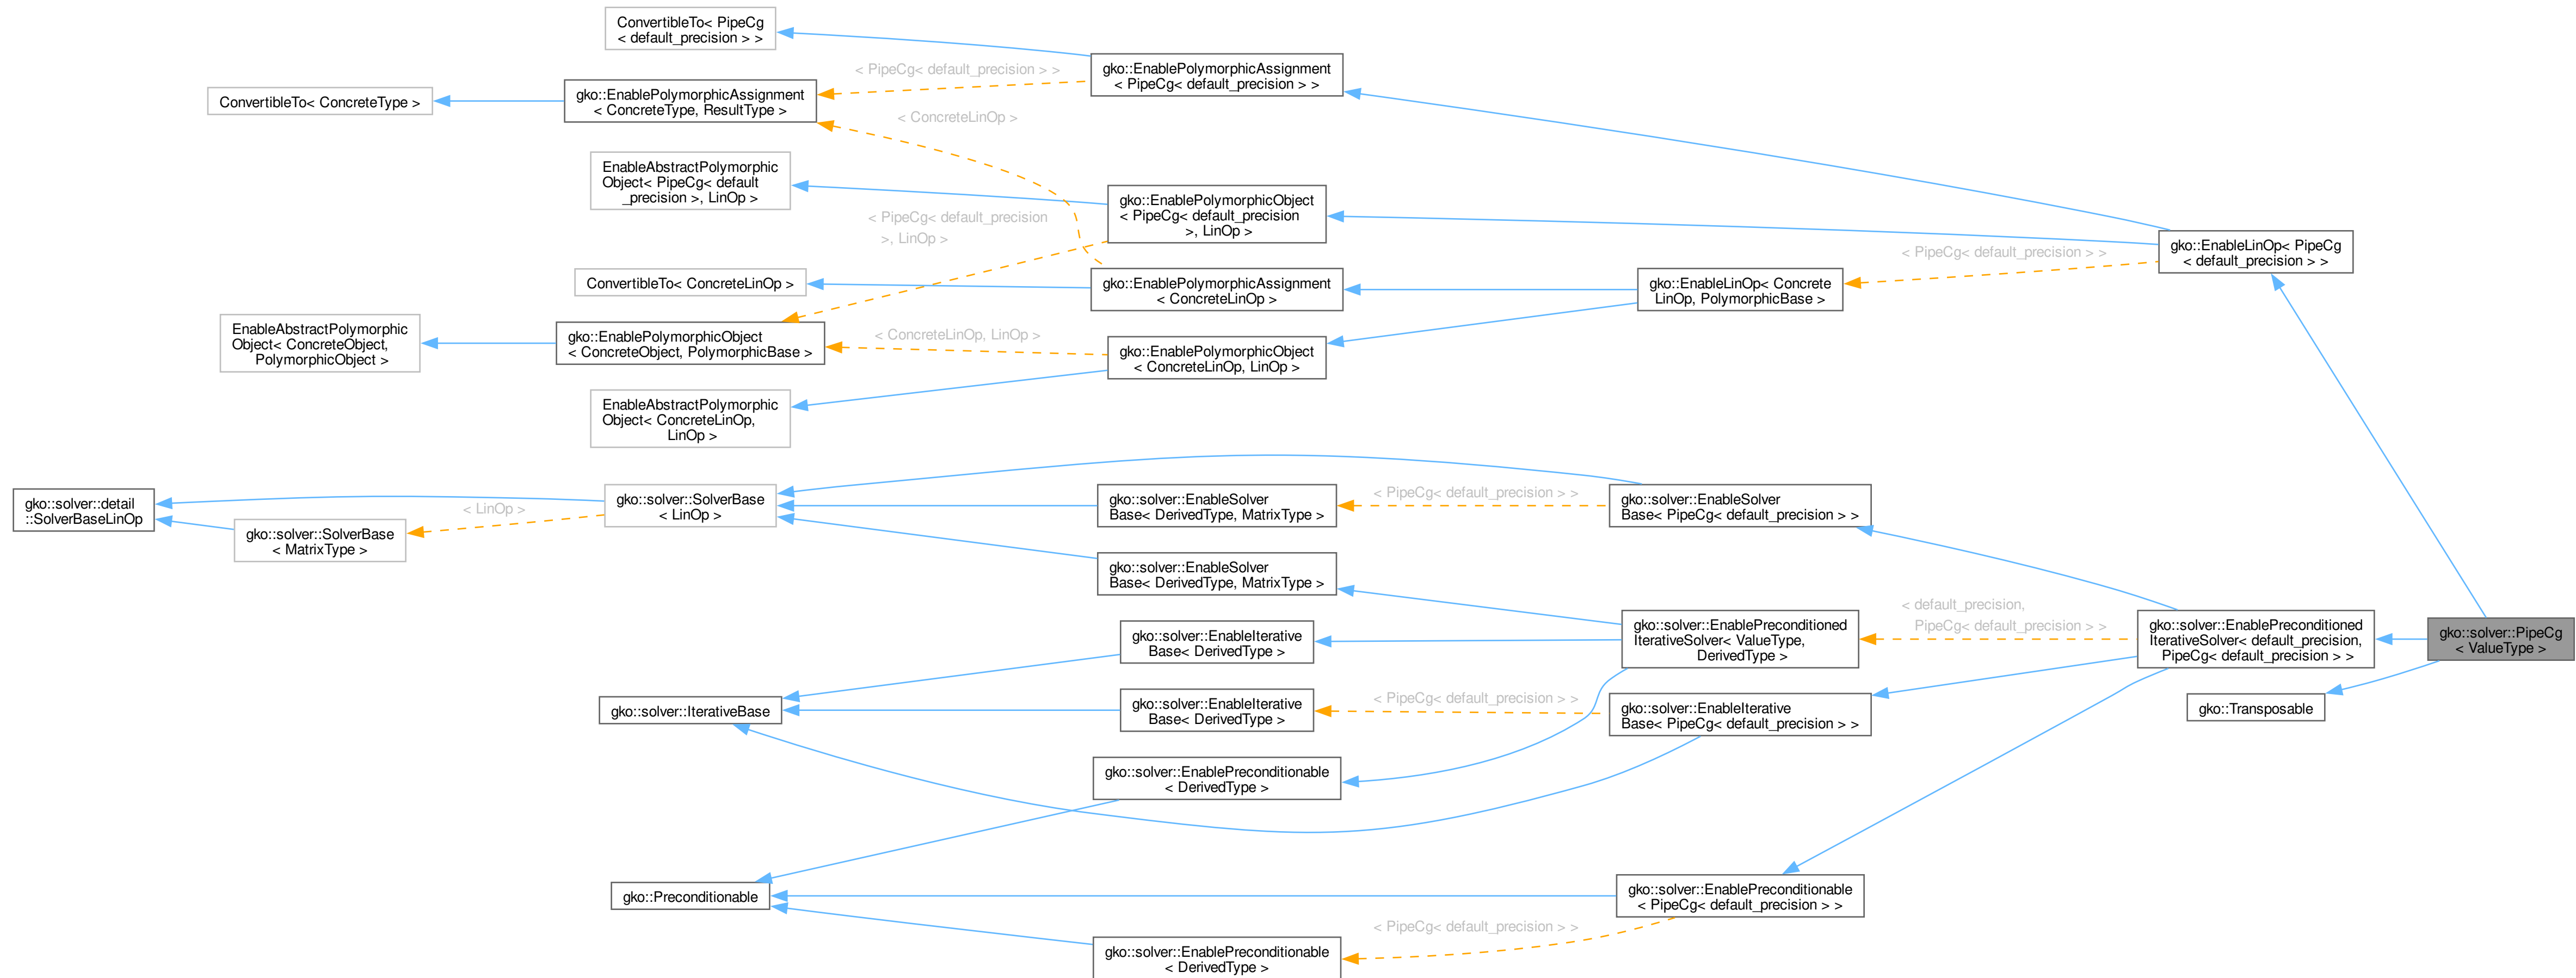 ConvertibleTo< PipeCg
< default_precision > >
gko::EnablePolymorphicAssignment
< PipeCg< default_precision > >
< PipeCg< default_precision > >
ConvertibleTo< ConcreteType >
gko::EnablePolymorphicAssignment
< ConcreteType, ResultType >
< ConcreteLinOp >
EnableAbstractPolymorphic
Object< PipeCg< default
_precision >, LinOp >
gko::EnablePolymorphicObject
< PipeCg< default_precision
>, LinOp >
< PipeCg< default_precision
>, LinOp >
gko::EnableLinOp< PipeCg
< default_precision > >
< PipeCg< default_precision > >
ConvertibleTo< ConcreteLinOp >
gko::EnablePolymorphicAssignment
< ConcreteLinOp >
gko::EnableLinOp< Concrete
LinOp, PolymorphicBase >
EnableAbstractPolymorphic
Object< ConcreteObject,
PolymorphicObject >
gko::EnablePolymorphicObject
< ConcreteObject, PolymorphicBase >
< ConcreteLinOp, LinOp >
gko::EnablePolymorphicObject
< ConcreteLinOp, LinOp >
EnableAbstractPolymorphic
Object< ConcreteLinOp,
LinOp >
gko::solver::detail
::SolverBaseLinOp
< LinOp >
gko::solver::SolverBase
< LinOp >
gko::solver::EnableSolver
Base< DerivedType, MatrixType >
< PipeCg< default_precision > >
gko::solver::EnableSolver
Base< PipeCg< default_precision > >
gko::solver::SolverBase
< MatrixType >
gko::solver::EnableSolver
Base< DerivedType, MatrixType >
gko::solver::EnableIterative
Base< DerivedType >
gko::solver::EnablePreconditioned
IterativeSolver< ValueType,
DerivedType >
< default_precision,
PipeCg< default_precision > >
gko::solver::EnablePreconditioned
IterativeSolver< default_precision,
PipeCg< default_precision > >
gko::solver::PipeCg
< ValueType >
gko::solver::IterativeBase
gko::solver::EnableIterative
Base< DerivedType >
< PipeCg< default_precision > >
gko::solver::EnableIterative
Base< PipeCg< default_precision > >
gko::Transposable
gko::solver::EnablePreconditionable
< DerivedType >
gko::Preconditionable
gko::solver::EnablePreconditionable
< PipeCg< default_precision > >
< PipeCg< default_precision > >
gko::solver::EnablePreconditionable
< DerivedType >